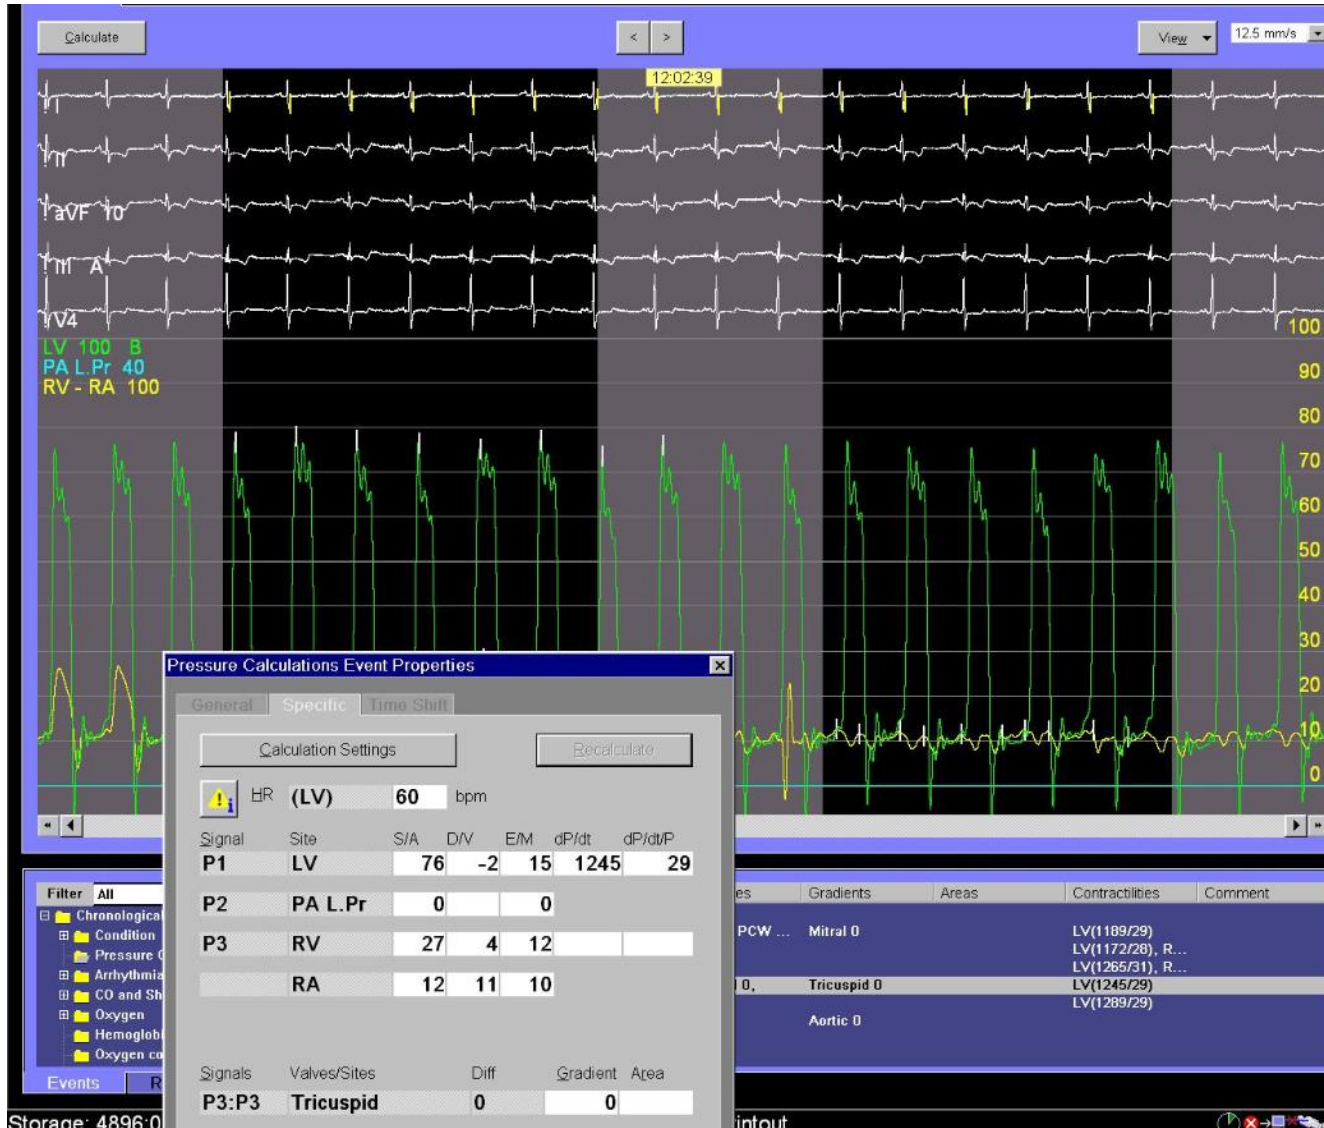 Calculate < > View 12.5 mm/s
12:02:39
I
II
aVF 10
III A
V4
100
LV 100 B
PA L.Pr 40
RV - RA 100
90
80
70
60
50
40
30
20
10
0
Pressure Calculations Event Properties
General Specific Time Shift
Calculation Settings Recalculate
HR (LV) 60 bpm
Signal Site S/A D/V E/M dP/dt dP/dt/P
P1 LV 76 -2 15 1245 29
P2 PA L.Pr 0 0
P3 RV 27 4 12
RA 12 11 10
Signals Valves/Sites Diff Gradient Area
P3:P3 Tricuspid 0 0
Filter All
Chronological
Condition
Pressure C
Arrhythmia
CO and Sh
Oxygen
Hemoglobi
Oxygen co
Events R
es Gradients Areas Contractilities Comment
PCW ... Mitral 0 LV(1189/29)
LV(1172/28), R...
LV(1265/31), R...
0, Tricuspid 0 LV(1245/29)
LV(1289/29)
Aortic 0
Storage: 4896:0 intout